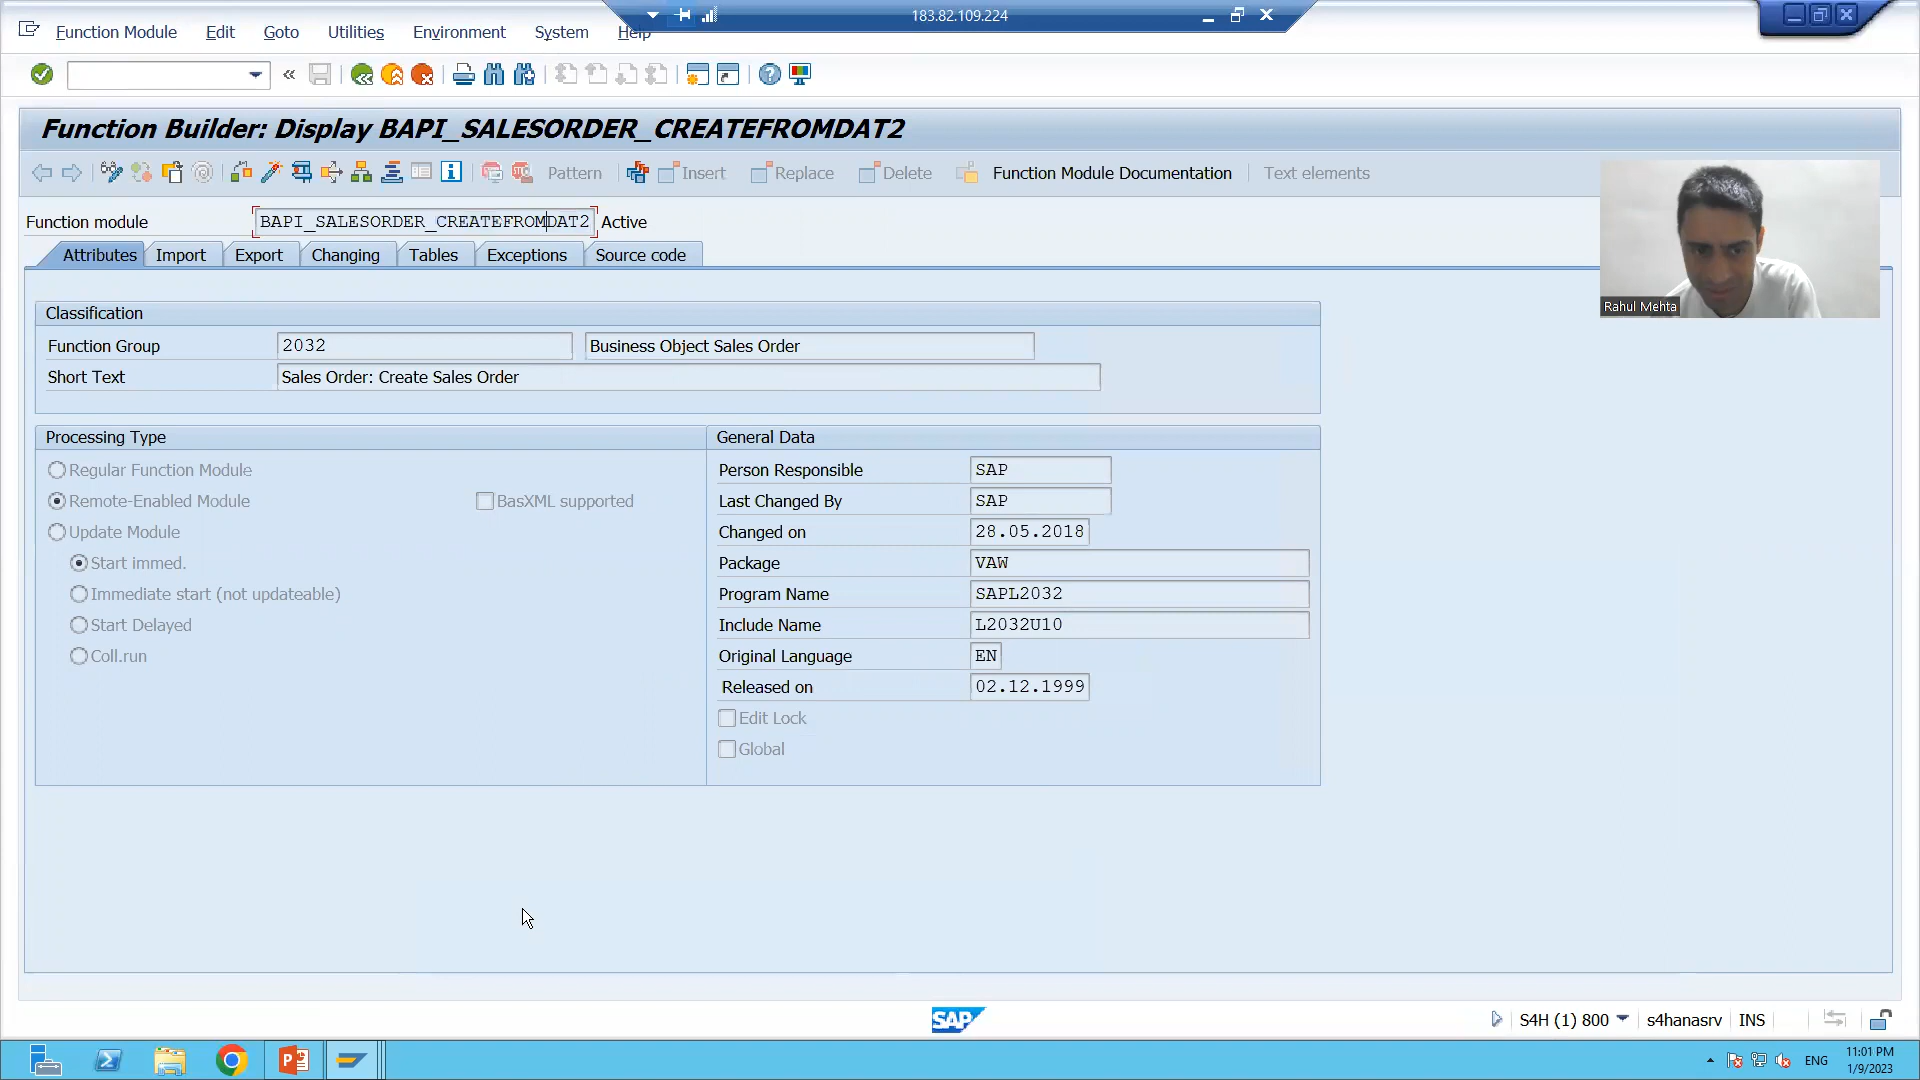 183.82.109.224
Function Module Edit Goto Utilities Environment System Help
Function Builder: Display BAPI_SALESORDER_CREATEFROMDAT2
Pattern Insert Replace Delete Function Module Documentation Text elements
Function module BAPI_SALESORDER_CREATEFROMDAT2 Active
Attributes Import Export Changing Tables Exceptions Source code
Rahul Mehta
Classification
Function Group 2032 Business Object Sales Order
Short Text Sales Order: Create Sales Order
Processing Type
Regular Function Module
Remote-Enabled Module BasXML supported
Update Module
Start immed.
Immediate start (not updateable)
Start Delayed
Coll.run
General Data
Person Responsible SAP
Last Changed By SAP
Changed on 28.05.2018
Package VAW
Program Name SAPL2032
Include Name L2032U10
Original Language EN
Released on 02.12.1999
Edit Lock
Global
SAP
S4H (1) 800 s4hanasrv INS
ENG
11:01 PM
1/9/2023